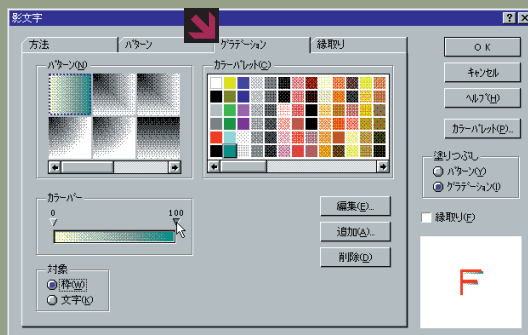 影文字
方法 パターン グラデーション 縁取り
パターン(N)
カラーパレット(C)
カラーバー
0 100
対象
枠(W)
文字(K)
編集(E)...
追加(A)...
削除(D)
OK
キャンセル
ヘルプ(H)
カラーパレット(P)...
塗りつぶし
パターン(Y)
グラデーション(I)
縁取り(F)
F